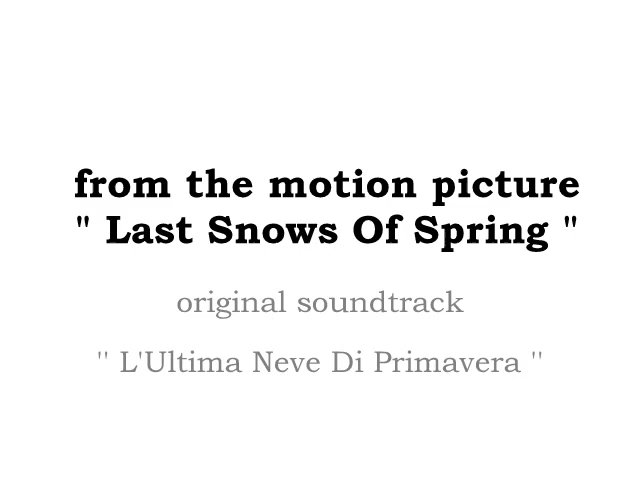 from the motion picture
" Last Snows Of Spring "
original soundtrack
" L'Ultima Neve Di Primavera "